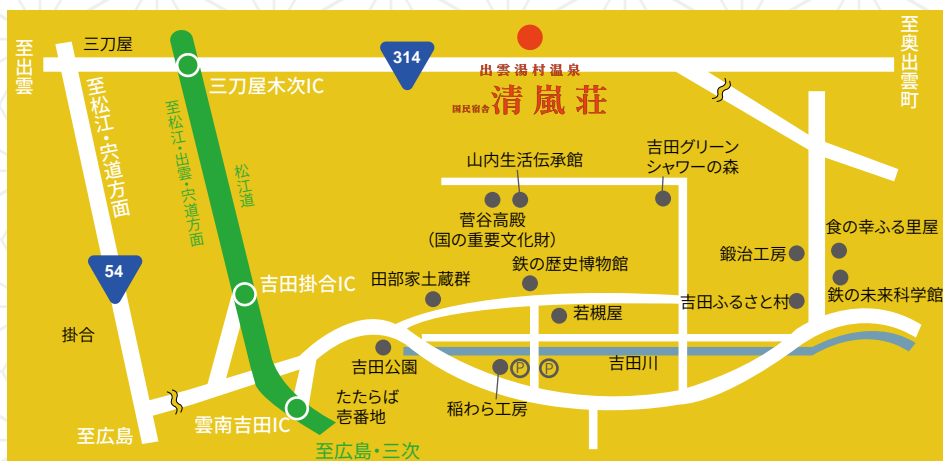 至出雲
三刀屋
314
出雲湯村温泉
国民宿舎 清嵐荘
至奥出雲町
三刀屋木次IC
至松江・宍道方面
至松江・出雲・宍道方面
松江道
吉田グリーン
シャワーの森
山内生活伝承館
菅谷高殿
（国の重要文化財）
食の幸ふる里屋
鍛治工房
鉄の歴史博物館
54
吉田掛合IC
田部家土蔵群
吉田ふるさと村
鉄の未来科学館
若槻屋
掛合
吉田公園
吉田川
P
P
たたらば
壱番地
稲わら工房
雲南吉田IC
至広島
至広島・三次